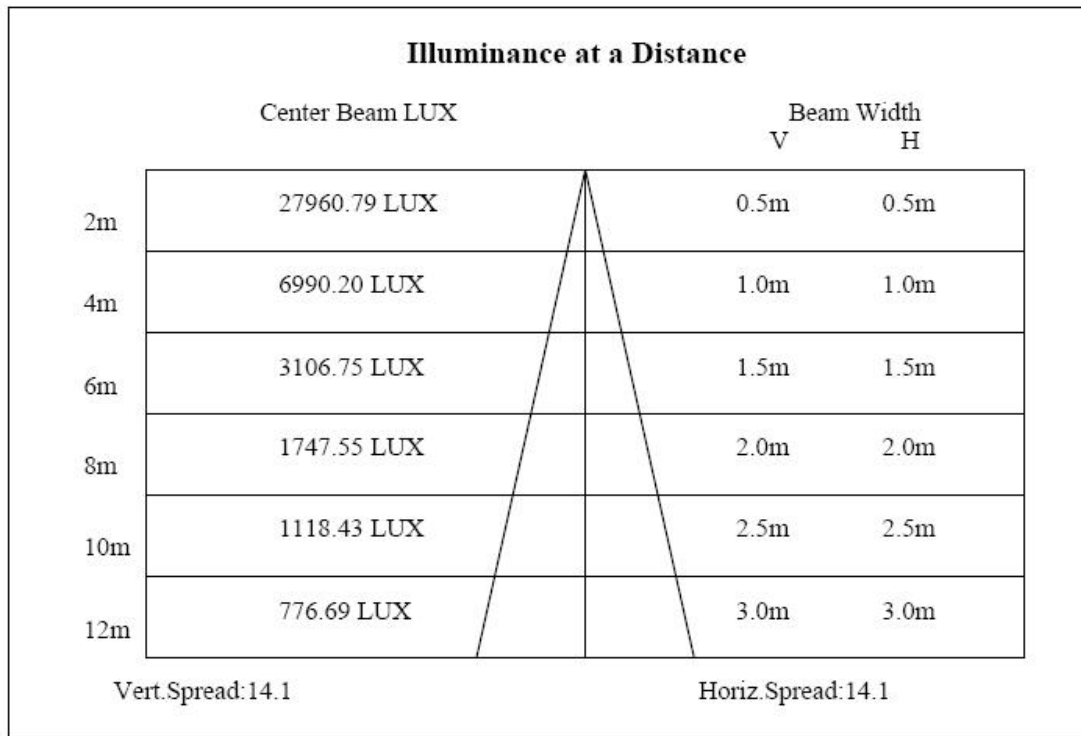 Illuminance at a Distance
Center Beam LUX Beam Width
V H
27960.79 LUX 0.5m 0.5m
2m
6990.20 LUX 1.0m 1.0m
4m
3106.75 LUX 1.5m 1.5m
6m
1747.55 LUX 2.0m 2.0m
8m
1118.43 LUX 2.5m 2.5m
10m
776.69 LUX 3.0m 3.0m
12m
Vert.Spread:14.1 Horiz.Spread:14.1